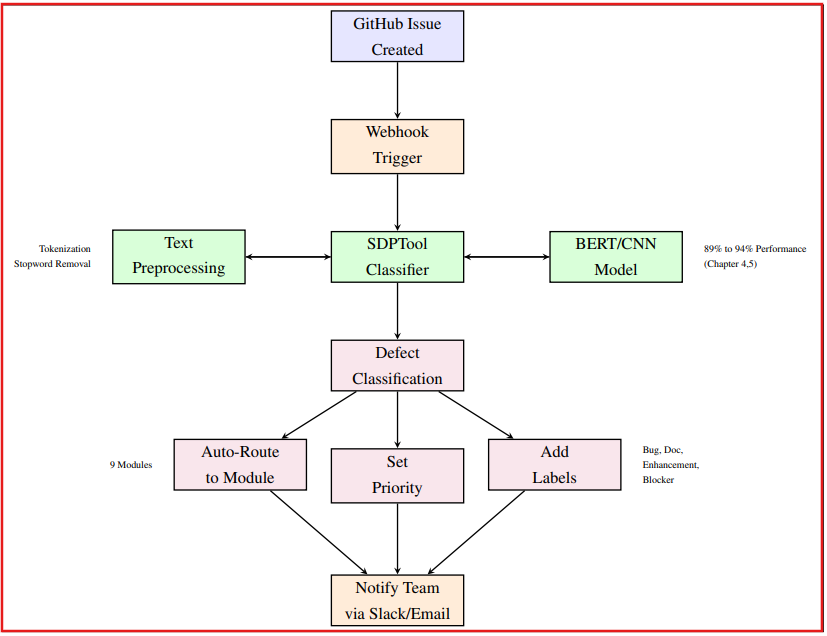 GitHub Issue
Created
Webhook
Trigger
Tokenization
Stopword Removal
Text
Preprocessing
SDPTool
Classifier
BERT/CNN
Model
89% to 94% Performance
(Chapter 4,5)
Defect
Classification
9 Modules
Auto-Route
to Module
Set
Priority
Add
Labels
Bug, Doc,
Enhancement,
Blocker
Notify Team
via Slack/Email